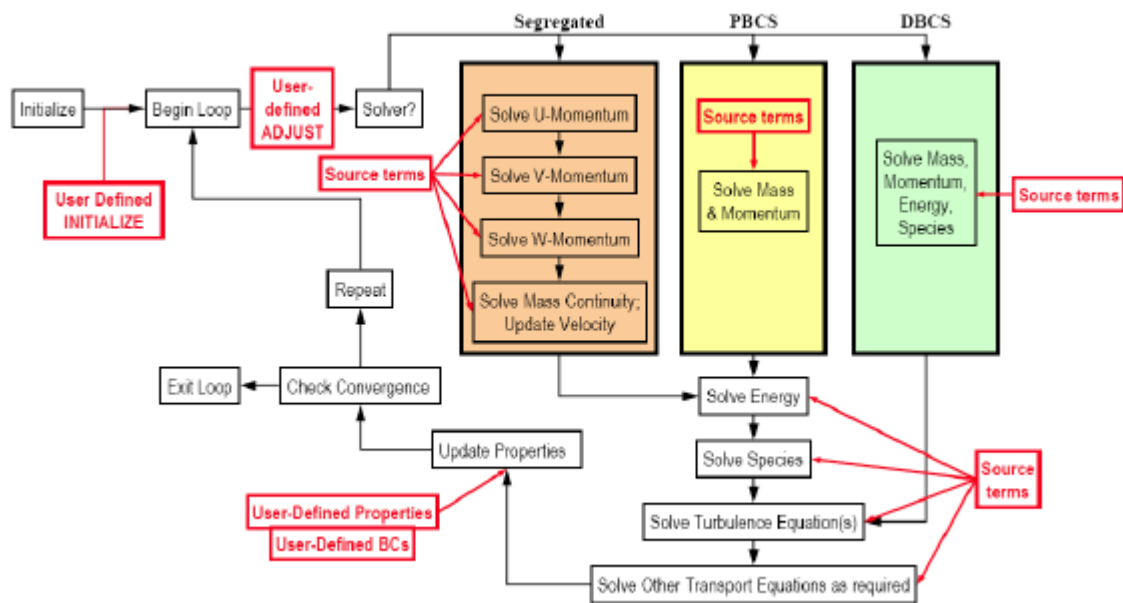 Segregated
PBCS
DBCS
Initialize
Begin Loop
User-
defined
ADJUST
Solver?
User Defined
INITIALIZE
Source terms
Solve U-Momentum
Solve V-Momentum
Solve W-Momentum
Solve Mass Continuity;
Update Velocity
Source terms
Solve Mass
& Momentum
Solve Mass,
Momentum,
Energy,
Species
Source terms
Repeat
Exit Loop
Check Convergence
Solve Energy
Update Properties
Solve Species
Source
terms
User-Defined Properties
User-Defined BCs
Solve Turbulence Equation(s)
Solve Other Transport Equations as required